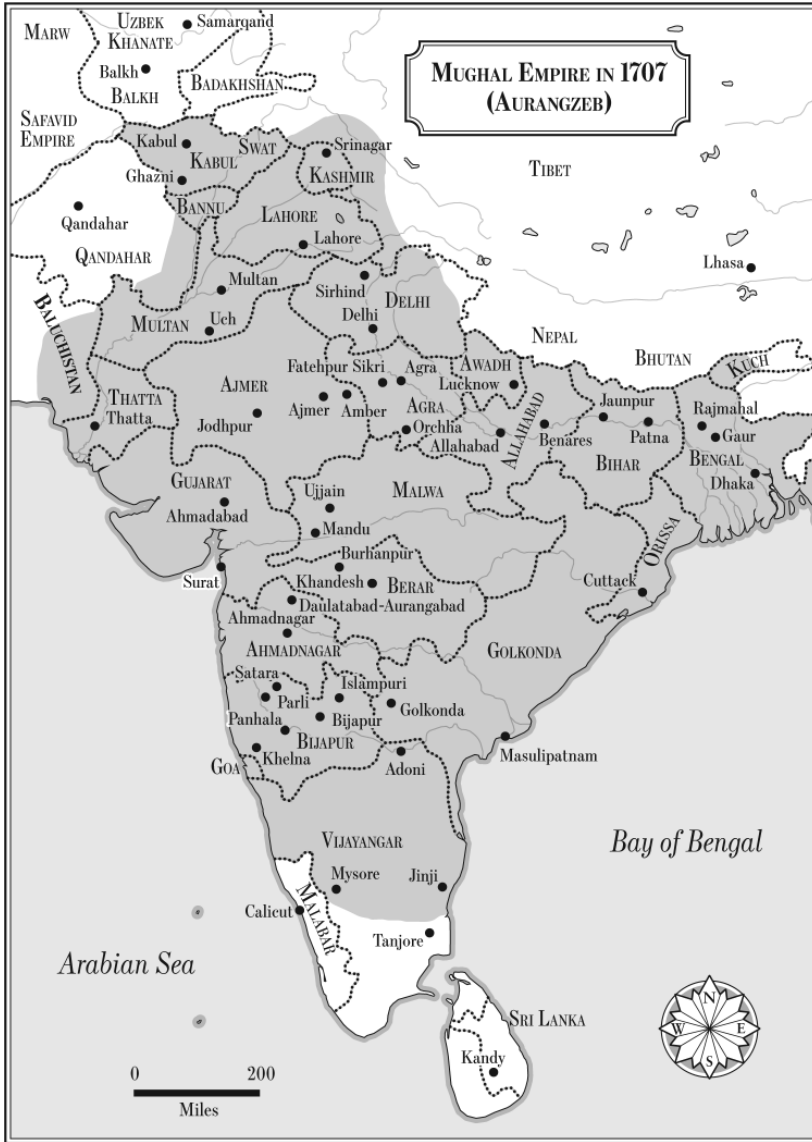 MUGHAL EMPIRE IN 1707
(AURANGZEB)
MARW
UZBEK
KHANATE
Samarqand
Balkh
BALKH
BADAKHSHAN
SAFAVID
EMPIRE
Kabul
KABUL
SWAT
Srinagar
KASHMIR
Ghazni
BANNU
TIBET
Qandahar
QANDAHAR
LAHORE
Lahore
Lhasa
Multan
MULTAN
Uch
Sirhind
DELHI
Delhi
BALUCHISTAN
NEPAL
BHUTAN
KUCH
THATTA
Thatta
AJMER
Fatehpur Sikri
Agra
AWADH
Lucknow
Ajmer
Amber
AGRA
Orchha
Jodhpur
Allahabad
ALLAHABAD
Benares
Jaunpur
Patna
BIHAR
Rajmahal
Gaur
BENGAL
Dhaka
GUJARAT
Ahmadabad
Ujjain
MALWA
Mandu
ORISSA
Surat
Burhanpur
Khandesh
BERAR
Cuttack
Daulatabad-Aurangabad
Ahmadnagar
AHMADNAGAR
GOLKONDA
Satara
Parli
Islampuri
Golkonda
Panhala
Bijapur
BIJAPUR
Masulipatnam
GOA
Khelna
Adoni
VIJAYANGAR
Bay of Bengal
Mysore
Jinji
Calicut
MALABAR
Tanjore
Arabian Sea
SRI LANKA
Kandy
N
W
E
S
0
200
Miles